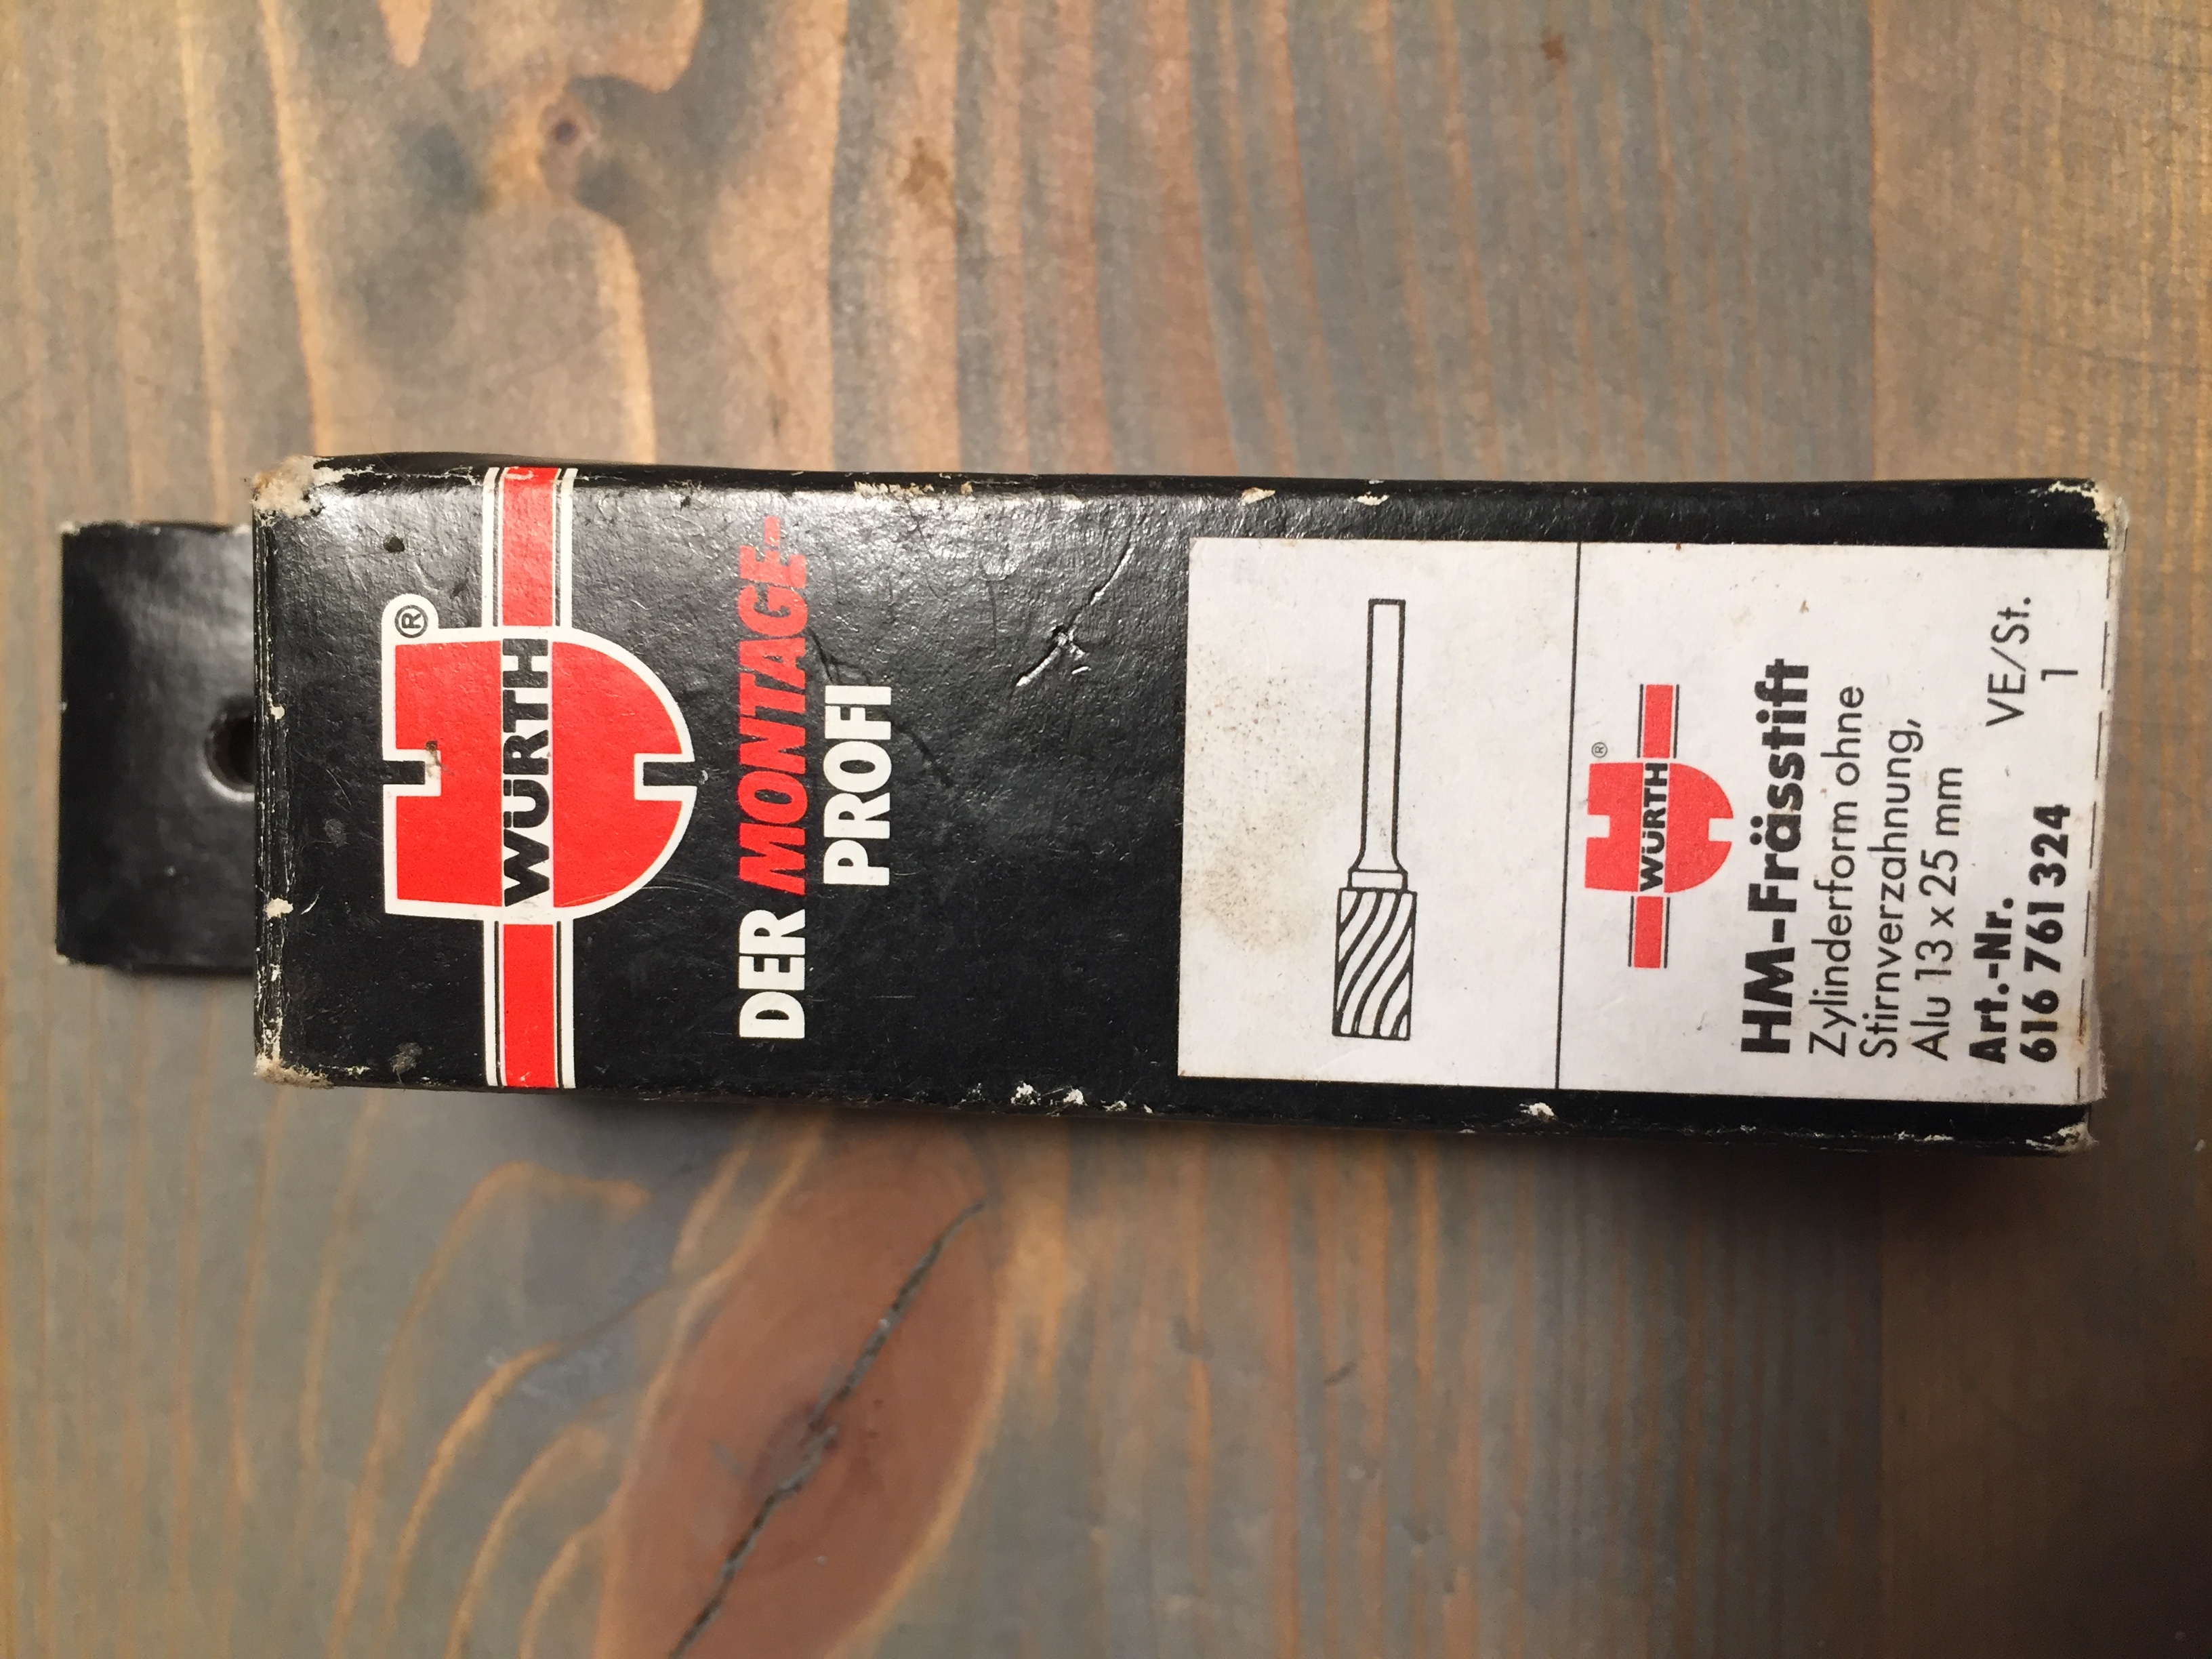 ®
WÜRTH
DER MONTAGE-
PROFI
®
WÜRTH
HM-Frässtift
Zylinderform ohne
Stirnverzahnung,
Alu 13 x 25 mm
Art.-Nr. VE/St.
616 761 324 1